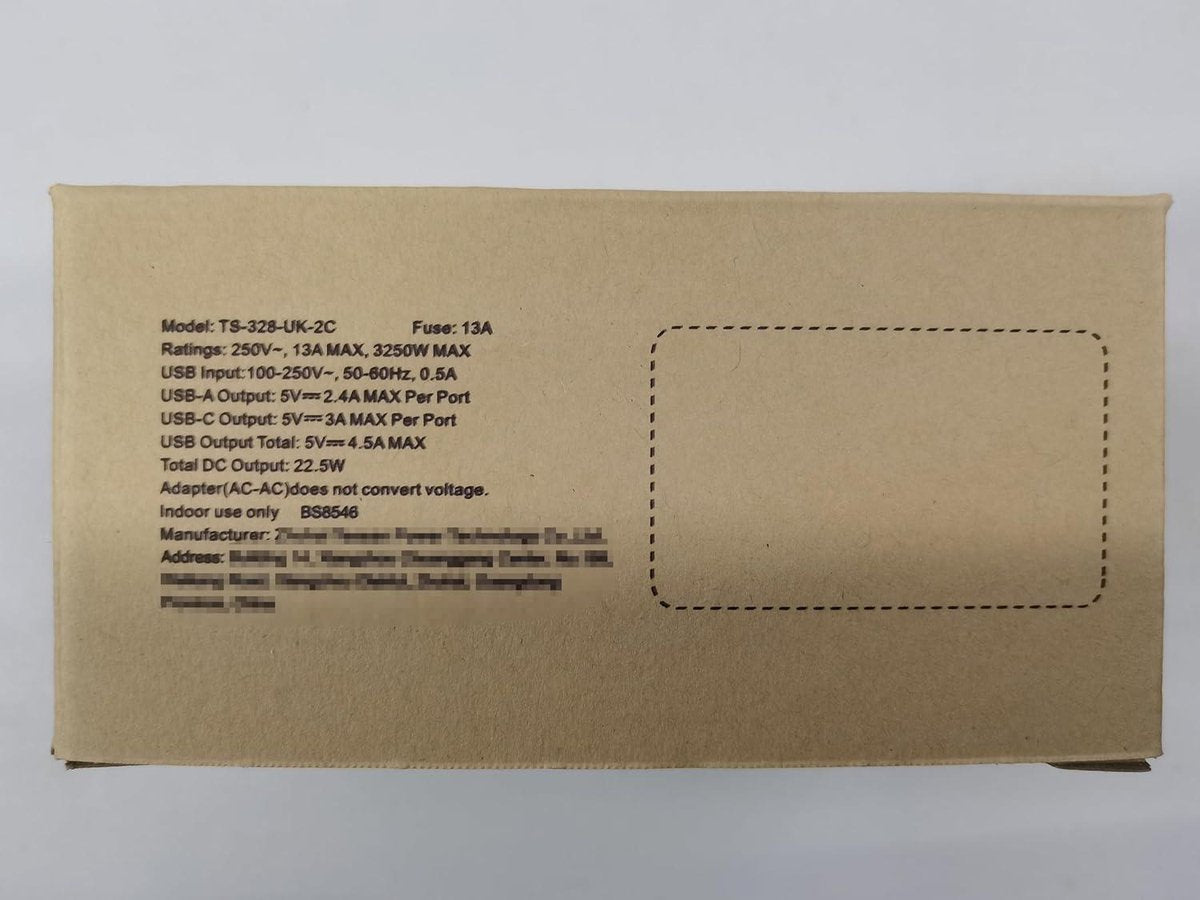 Model: TS-328-UK-2C Fuse: 13A
Ratings: 250V~, 13A MAX, 3250W MAX
USB Input:100-250V~, 50-60Hz, 0.5A
USB-A Output: 5V⎓2.4A MAX Per Port
USB-C Output: 5V⎓3A MAX Per Port
USB Output Total: 5V⎓4.5A MAX
Total DC Output: 22.5W
Adapter(AC-AC)does not convert voltage.
Indoor use only BS8546
Manufacturer:
Address: